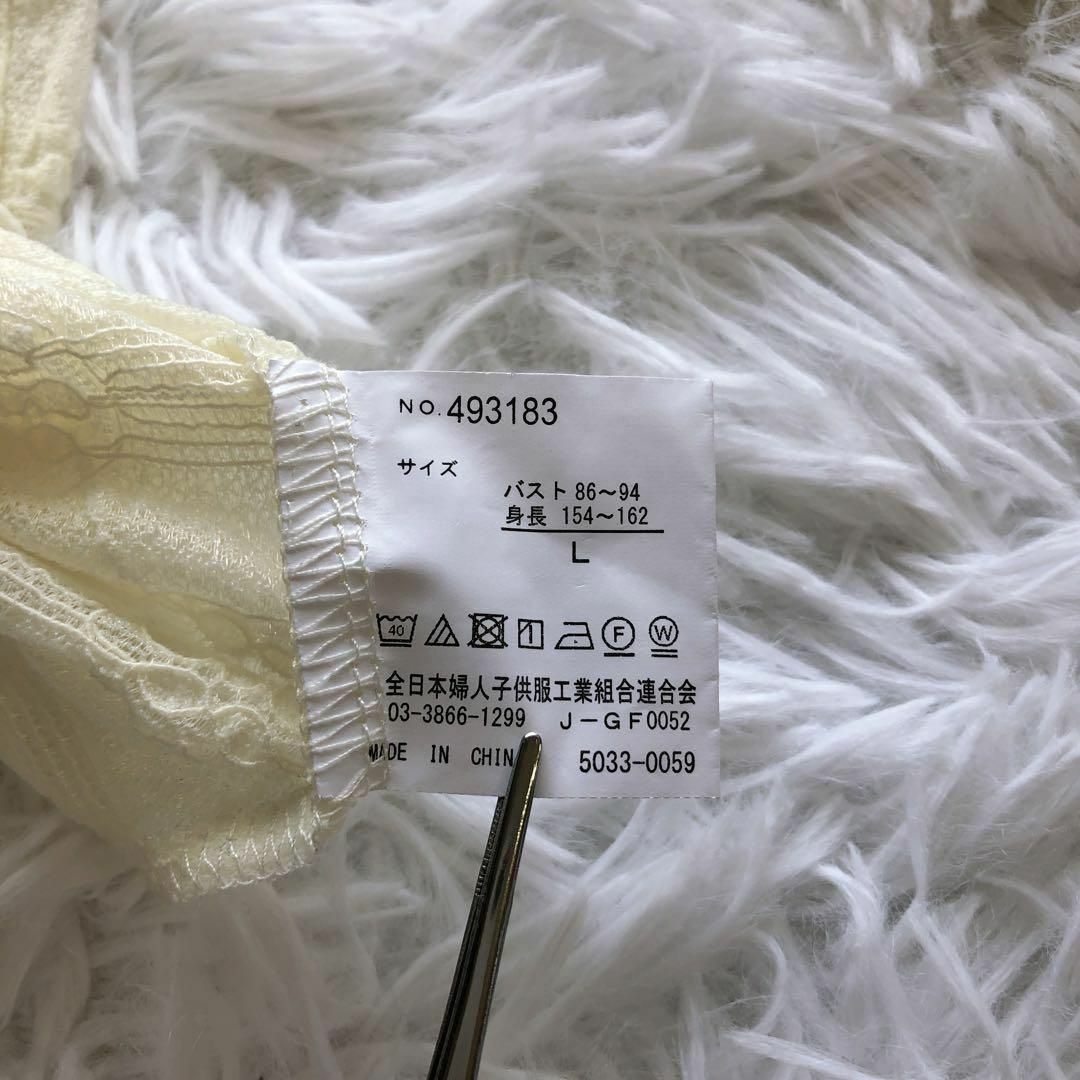 NO. 493183
サイズ
バスト 86～94
身長 154～162
L
40 F W
全日本婦人子供服工業組合連合会
03-3866-1299 J-GF0052
MADE IN CHIN 5033-0059